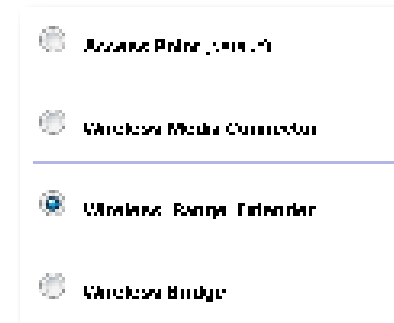 Access Point
Wireless Media Connector
Wireless Range Extender
Wireless Bridge